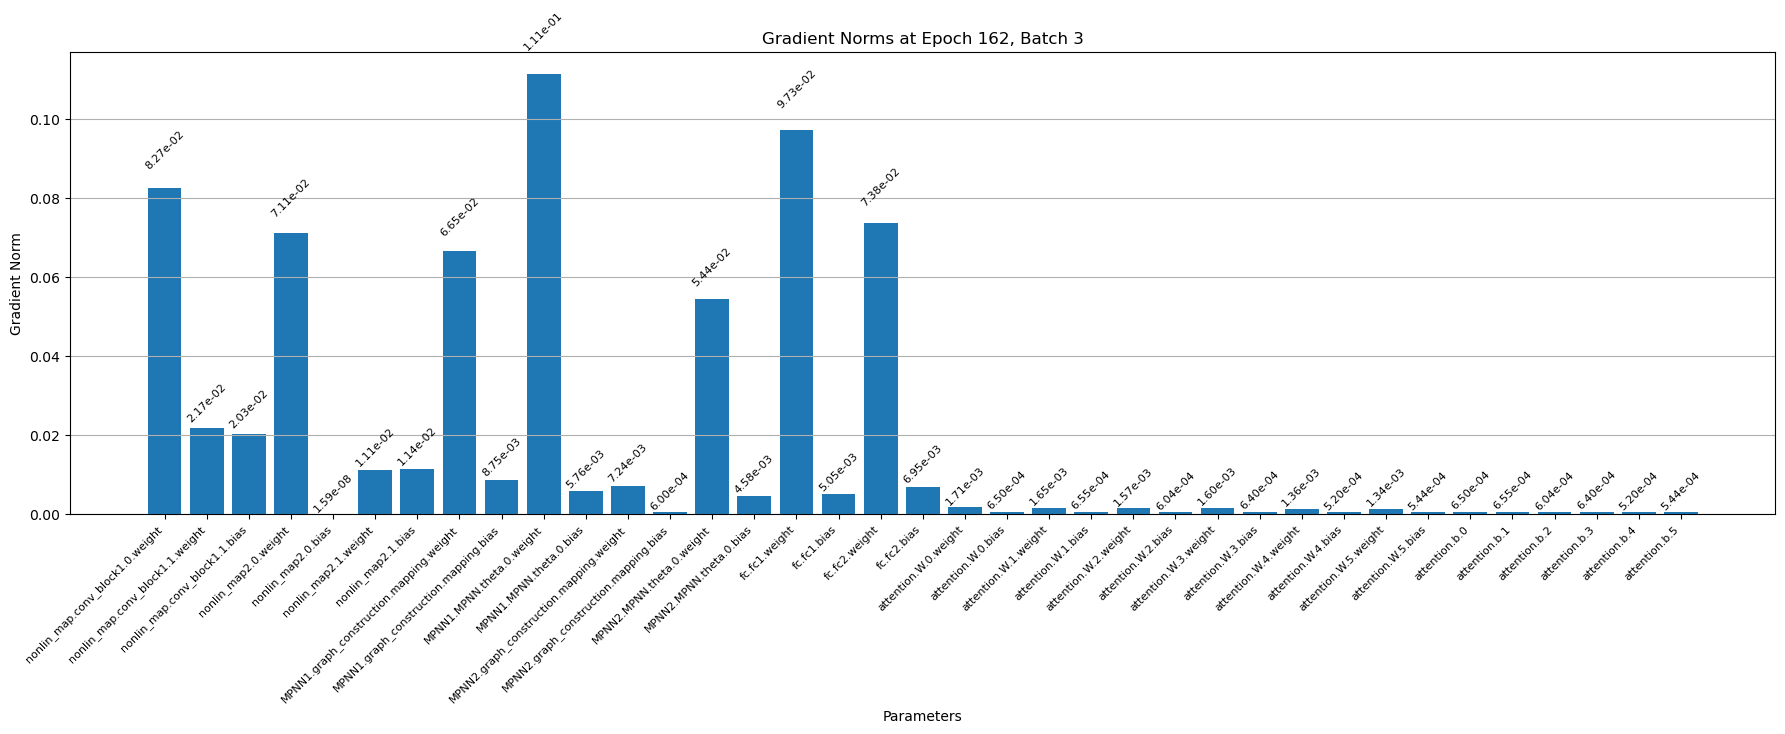 Gradient Norms at Epoch 162, Batch 3
Gradient Norm
0.10
0.08
0.06
0.04
0.02
0.00
8.27e-02
2.17e-02
2.03e-02
7.11e-02
1.59e-08
1.11e-02
1.14e-02
6.65e-02
8.75e-03
1.11e-01
5.76e-03
7.24e-03
6.00e-04
5.44e-02
4.58e-03
9.73e-02
5.05e-03
7.38e-02
6.95e-03
1.71e-03
6.50e-04
1.65e-03
6.55e-04
1.57e-03
6.04e-04
1.60e-03
6.40e-04
1.36e-03
5.20e-04
1.34e-03
5.44e-04
6.50e-04
6.55e-04
6.04e-04
6.40e-04
5.20e-04
5.44e-04
nonlin_map.conv_block1.0.weight
nonlin_map.conv_block1.1.weight
nonlin_map.conv_block1.1.bias
nonlin_map2.0.weight
nonlin_map2.0.bias
nonlin_map2.1.weight
nonlin_map2.1.bias
MPNN1.graph_construction.mapping.weight
MPNN1.graph_construction.mapping.bias
MPNN1.MPNN.theta.0.weight
MPNN1.MPNN.theta.0.bias
MPNN2.graph_construction.mapping.weight
MPNN2.graph_construction.mapping.bias
MPNN2.MPNN.theta.0.weight
MPNN2.MPNN.theta.0.bias
fc.fc1.weight
fc.fc1.bias
fc.fc2.weight
fc.fc2.bias
attention.W.0.weight
attention.W.0.bias
attention.W.1.weight
attention.W.1.bias
attention.W.2.weight
attention.W.2.bias
attention.W.3.weight
attention.W.3.bias
attention.W.4.weight
attention.W.4.bias
attention.W.5.weight
attention.W.5.bias
attention.b.0
attention.b.1
attention.b.2
attention.b.3
attention.b.4
attention.b.5
Parameters